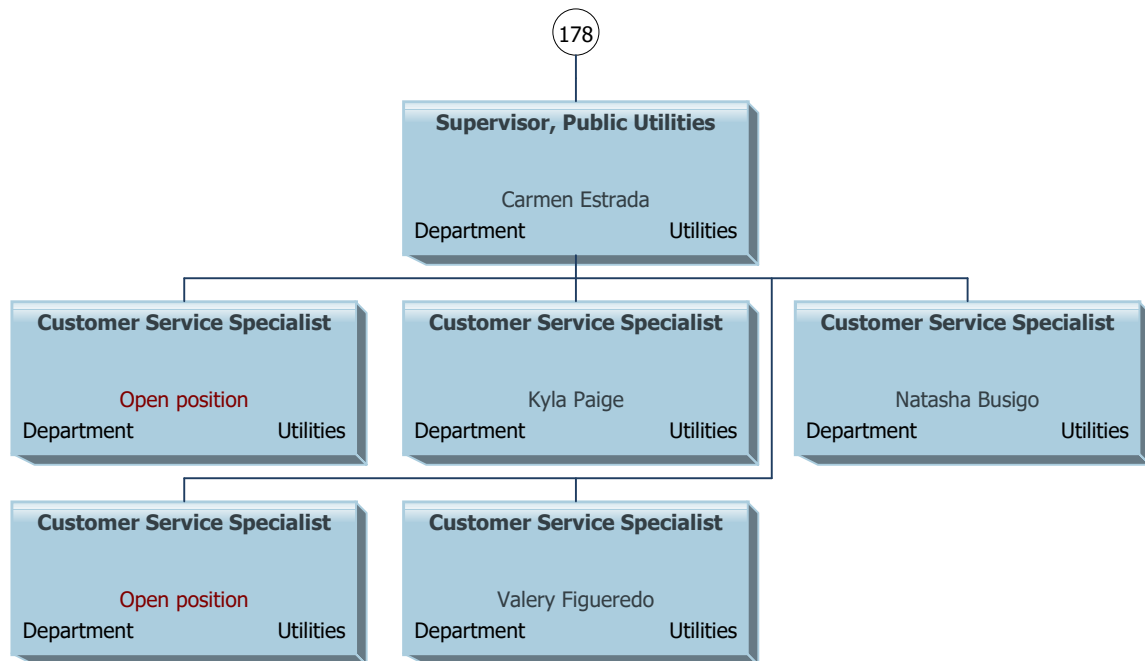 178
Supervisor, Public Utilities
Carmen Estrada
Department Utilities
Customer Service Specialist
Open position
Department Utilities
Customer Service Specialist
Kyla Paige
Department Utilities
Customer Service Specialist
Natasha Busigo
Department Utilities
Customer Service Specialist
Open position
Department Utilities
Customer Service Specialist
Valery Figueredo
Department Utilities